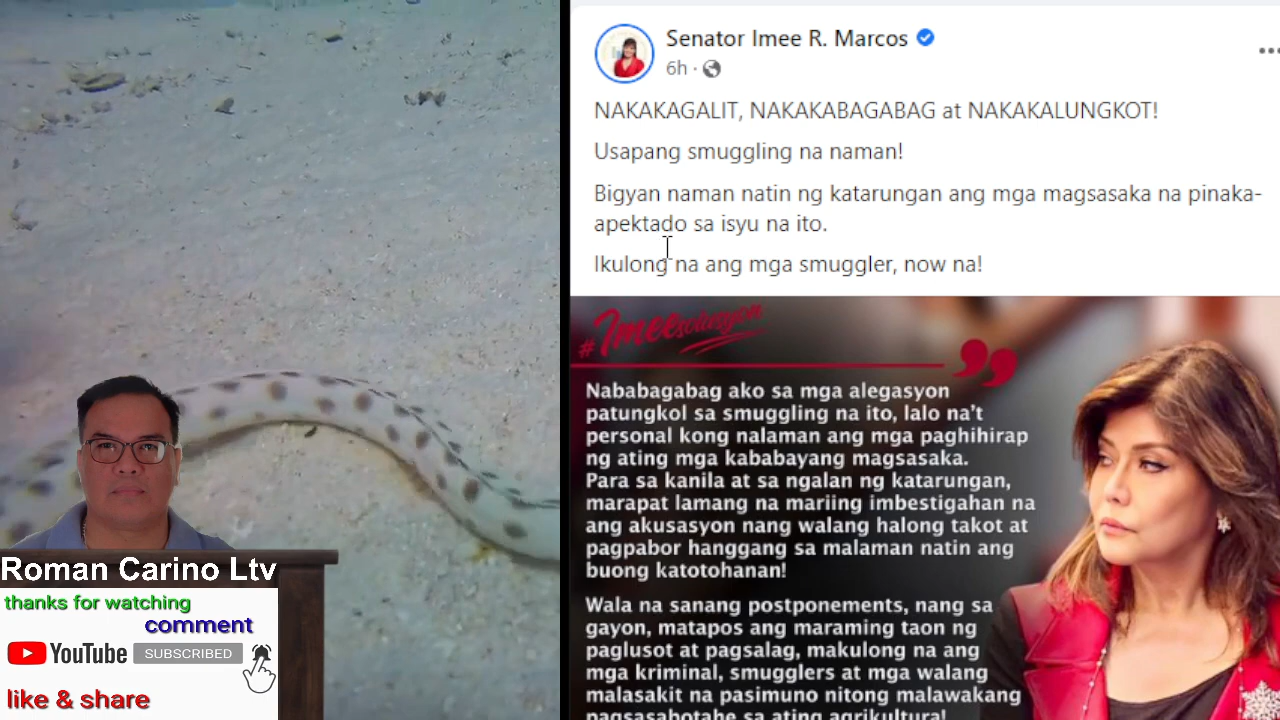 Senator Imee R. Marcos
6h ·
NAKAKAGALIT, NAKAKABAGABAG at NAKAKALUNGKOT!
Usapang smuggling na naman!
Bigyan naman natin ng katarungan ang mga magsasaka na pinaka-
apektado sa isyu na ito.
Ikulong na ang mga smuggler, now na!
#Imeesolusyon
Nababagabag ako sa mga alegasyon
patungkol sa smuggling na ito, lalo na't
personal kong nalaman ang mga paghihirap
ng ating mga kababayang magsasaka.
Para sa kanila at sa ngalan ng katarungan,
marapat lamang na mariing imbestigahan na
ang akusasyon nang walang halong takot at
pagpabor hanggang sa malaman natin ang
buong katotohanan!
Wala na sanang postponements, nang sa
gayon, matapos ang maraming taon ng
paglusot at pagsalag, makulong na ang
mga kriminal, smugglers at mga walang
malasakit na pasimuno nitong malawakang
pagsasabotahe sa ating agrikultura!
Roman Carino Ltv
thanks for watching
comment
YouTube SUBSCRIBED
like & share